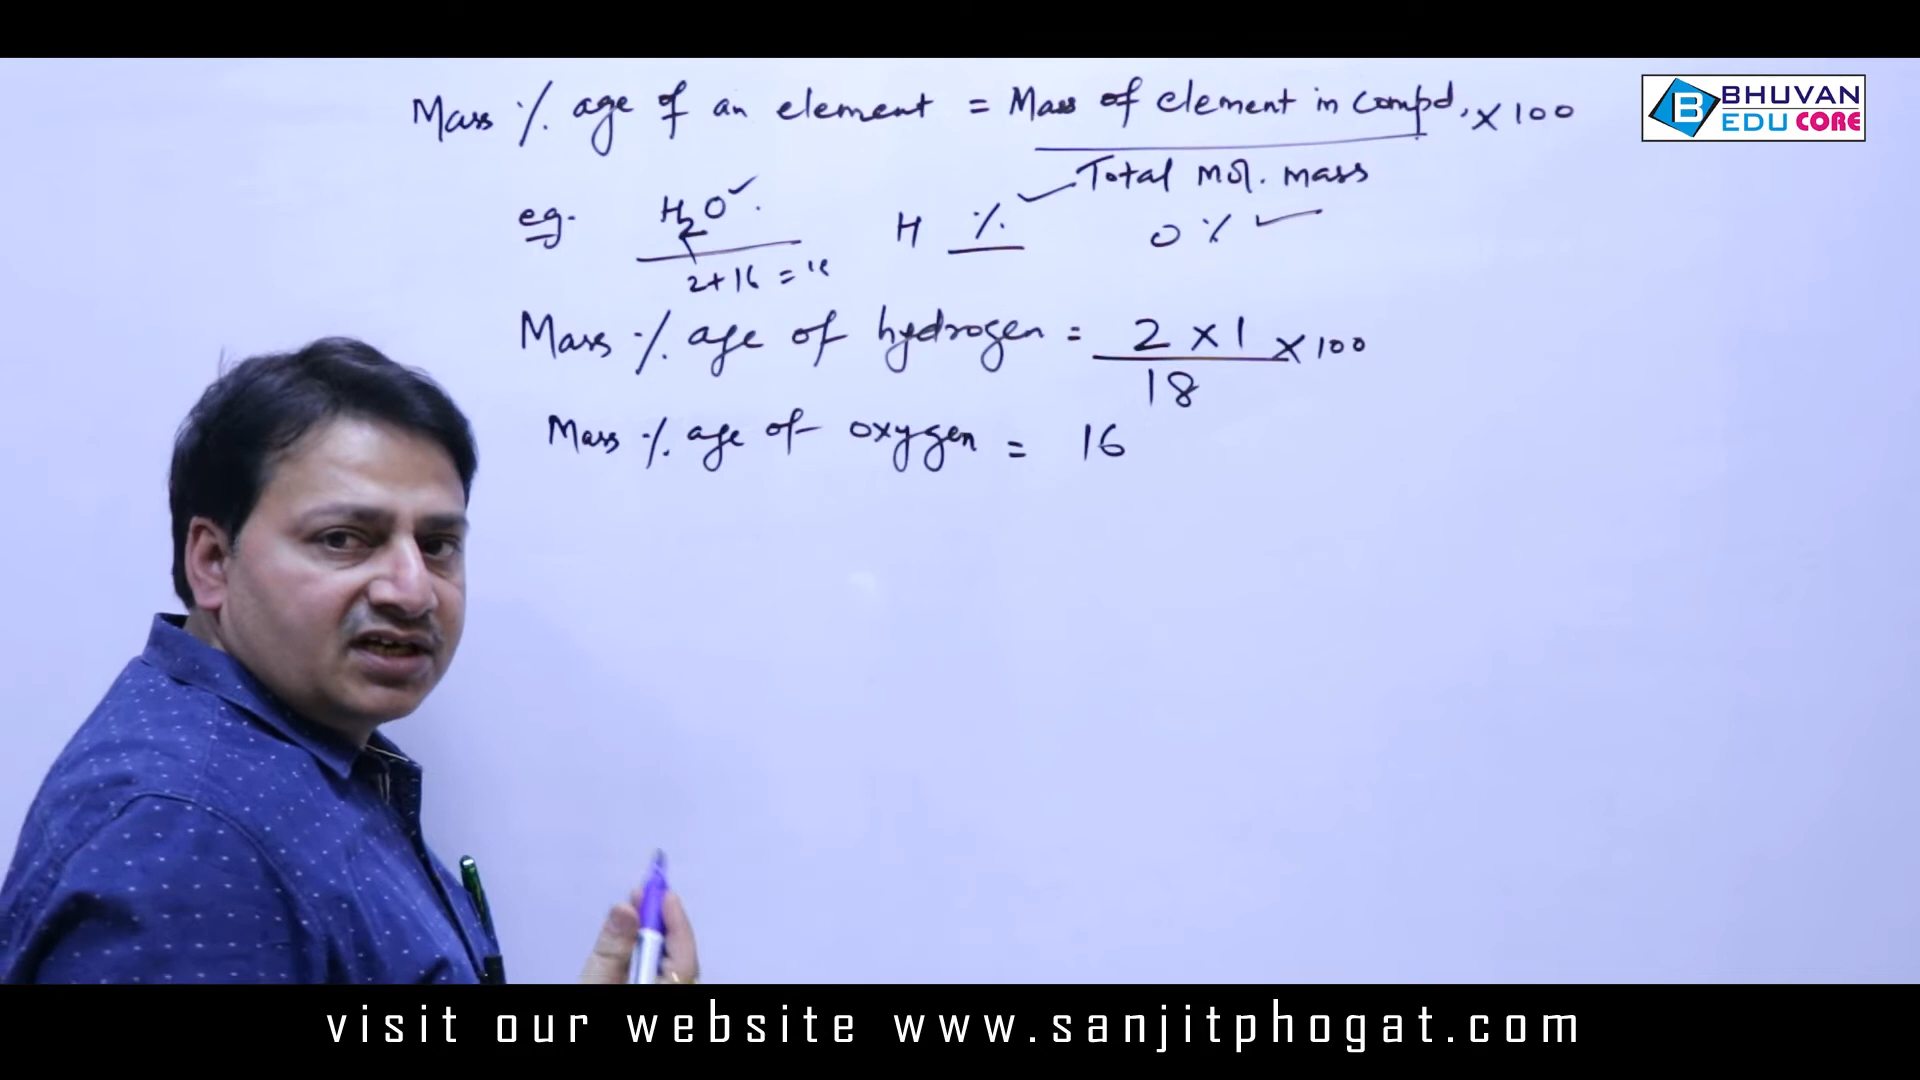 Mass % age of an element = Mass of element in compd. × 100
Total mol. mass
BHUVAN
EDU CORE
eg. H2O H % O %
2+16 = 18
Mass % age of hydrogen = 2 × 1 × 100
18
Mass % age of oxygen = 16
visit our website www.sanjitphogat.com